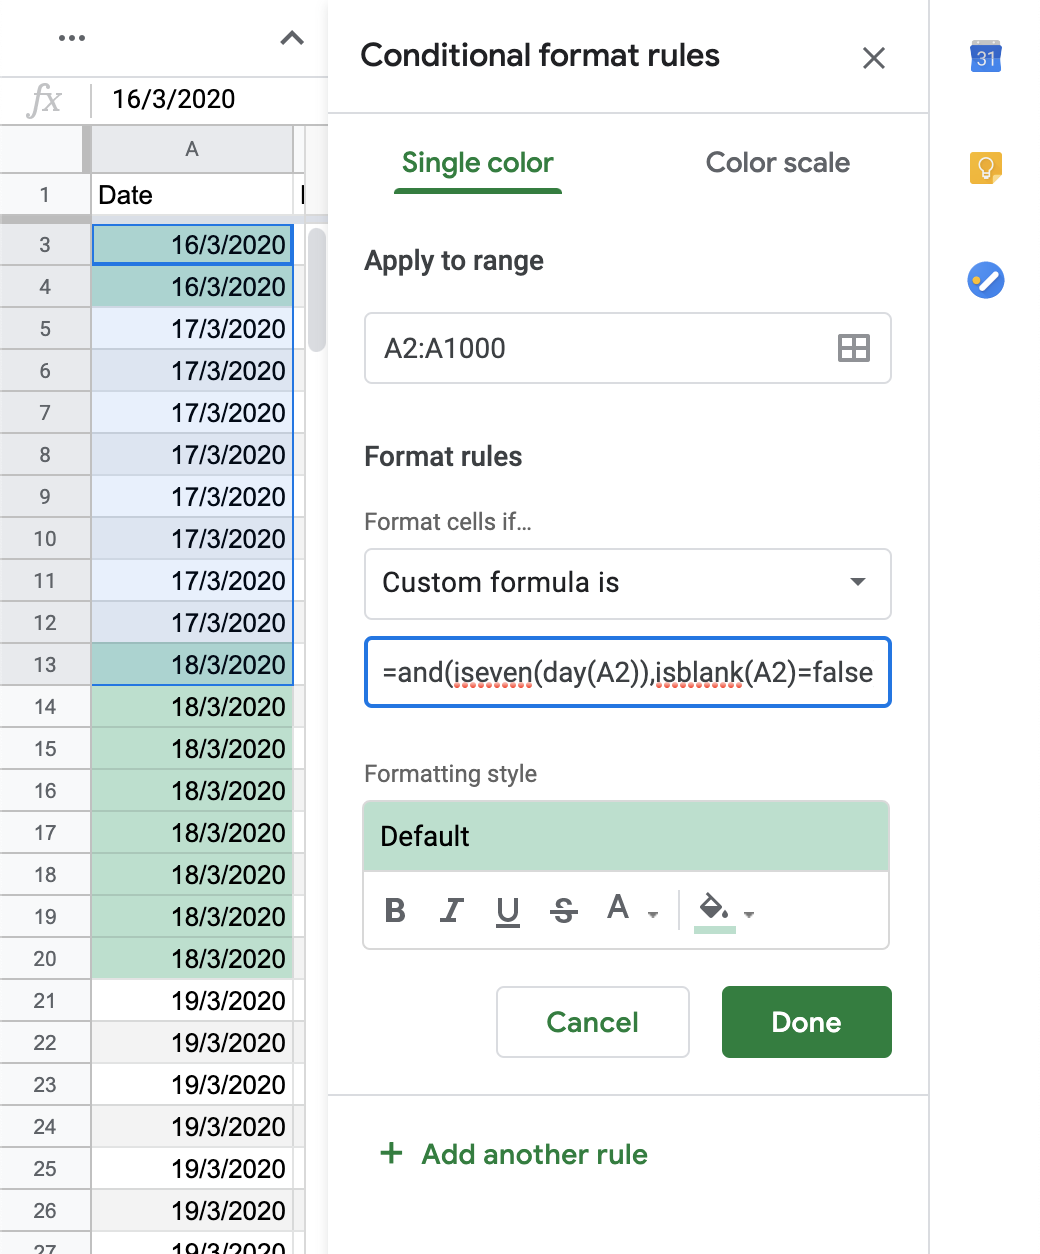 fx 16/3/2020
A
1 Date
3 16/3/2020
4 16/3/2020
5 17/3/2020
6 17/3/2020
7 17/3/2020
8 17/3/2020
9 17/3/2020
10 17/3/2020
11 17/3/2020
12 17/3/2020
13 18/3/2020
14 18/3/2020
15 18/3/2020
16 18/3/2020
17 18/3/2020
18 18/3/2020
19 18/3/2020
20 18/3/2020
21 19/3/2020
22 19/3/2020
23 19/3/2020
24 19/3/2020
25 19/3/2020
26 19/3/2020
27 19/3/2020
Conditional format rules
Single color Color scale
Apply to range
A2:A1000
Format rules
Format cells if…
Custom formula is
=and(iseven(day(A2)),isblank(A2)=false
Formatting style
Default
B I U S A
Cancel Done
+ Add another rule
31